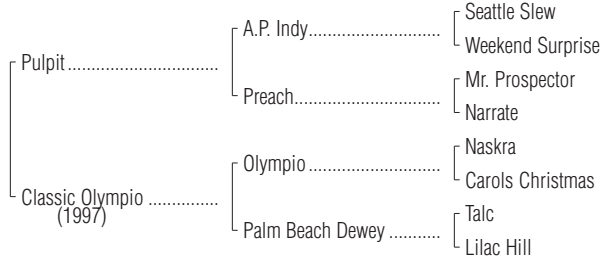 Seattle Slew
A.P. Indy........................................
Weekend Surprise
Pulpit................................
Mr. Prospector
Preach...............................
Narrate
Naskra
Olympio............................
Carols Christmas
Classic Olympio ...............
(1997)
Talc
Palm Beach Dewey ...........
Lilac Hill